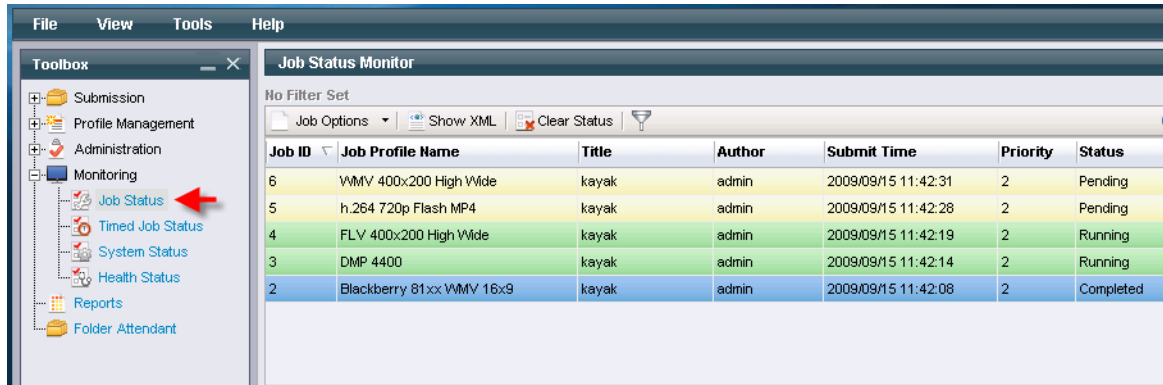 File View Tools Help
Toolbox
Submission
Profile Management
Administration
Monitoring
Job Status
Timed Job Status
System Status
Health Status
Reports
Folder Attendant
Job Status Monitor
No Filter Set
Job Options Show XML Clear Status
Job ID Job Profile Name Title Author Submit Time Priority Status
6 WMV 400x200 High Wide kayak admin 2009/09/15 11:42:31 2 Pending
5 h.264 720p Flash MP4 kayak admin 2009/09/15 11:42:28 2 Pending
4 FLV 400x200 High Wide kayak admin 2009/09/15 11:42:19 2 Running
3 DMP 4400 kayak admin 2009/09/15 11:42:14 2 Running
2 Blackberry 81xx WMV 16x9 kayak admin 2009/09/15 11:42:08 2 Completed